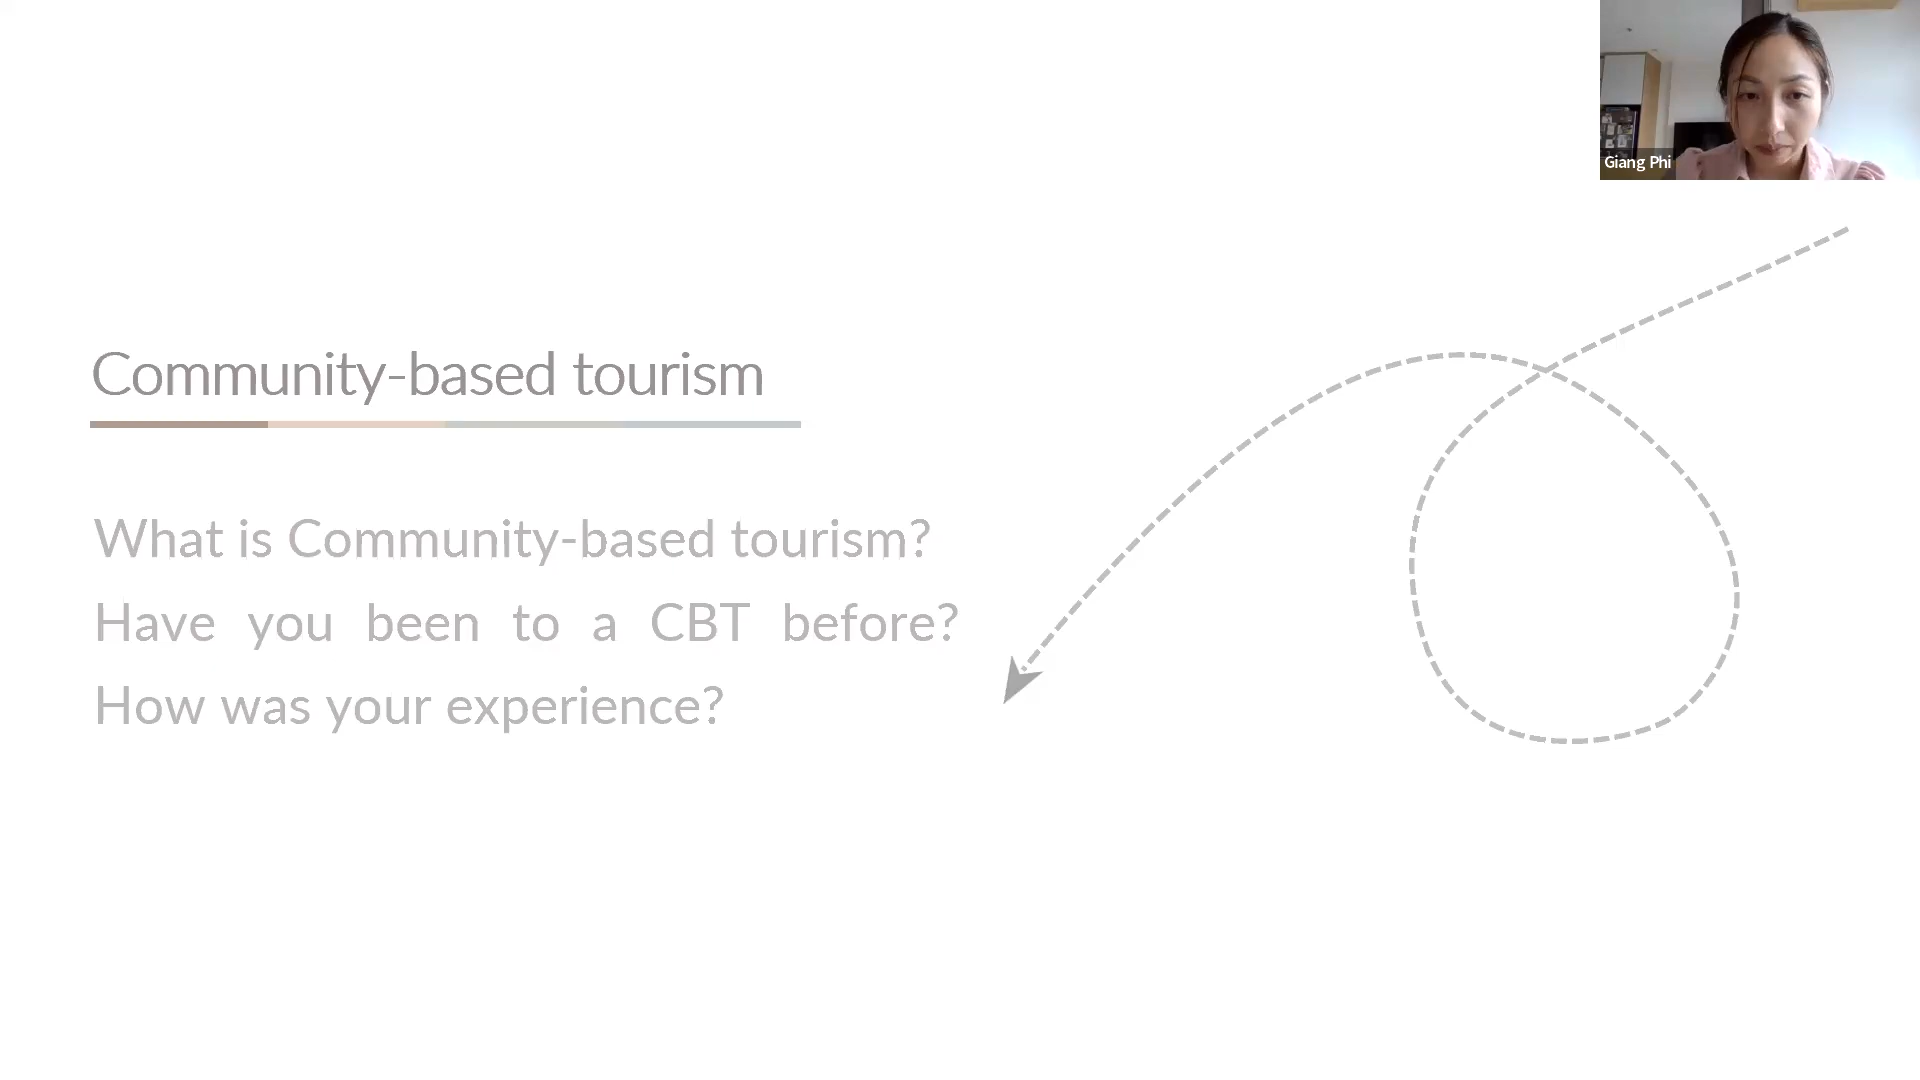 Giang Phi
Community-based tourism
What is Community-based tourism?
Have you been to a CBT before?
How was your experience?